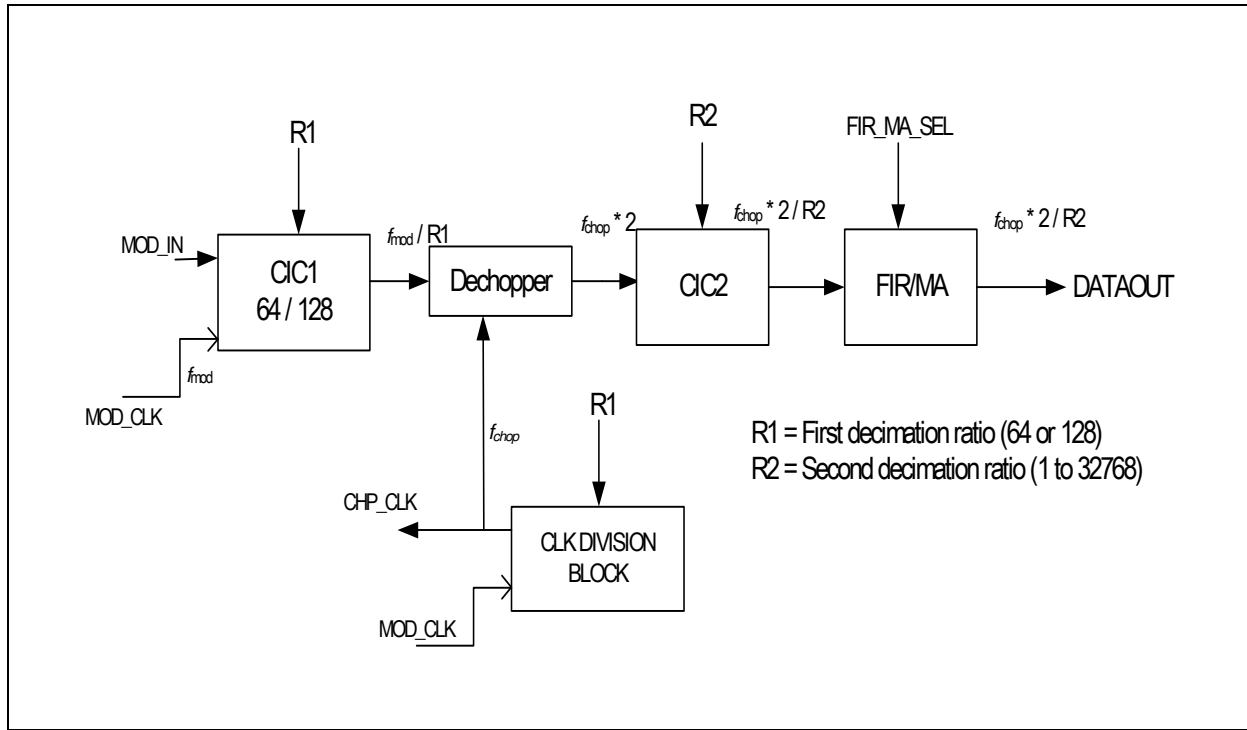 R1
R2
FIR_MA_SEL
MOD_IN
CIC1
64 / 128
fmod / R1
Dechopper
fchop * 2
CIC2
fchop * 2 / R2
FIR/MA
fchop * 2 / R2
DATAOUT
fmod
MOD_CLK
fchop
R1
R1 = First decimation ratio (64 or 128)
R2 = Second decimation ratio (1 to 32768)
CHP_CLK
CLK DIVISION
BLOCK
MOD_CLK